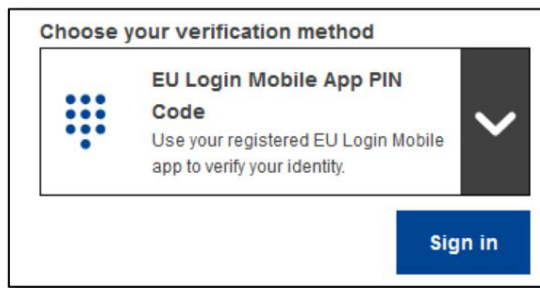 Choose your verification method
EU Login Mobile App PIN
Code
Use your registered EU Login Mobile
app to verify your identity.
Sign in